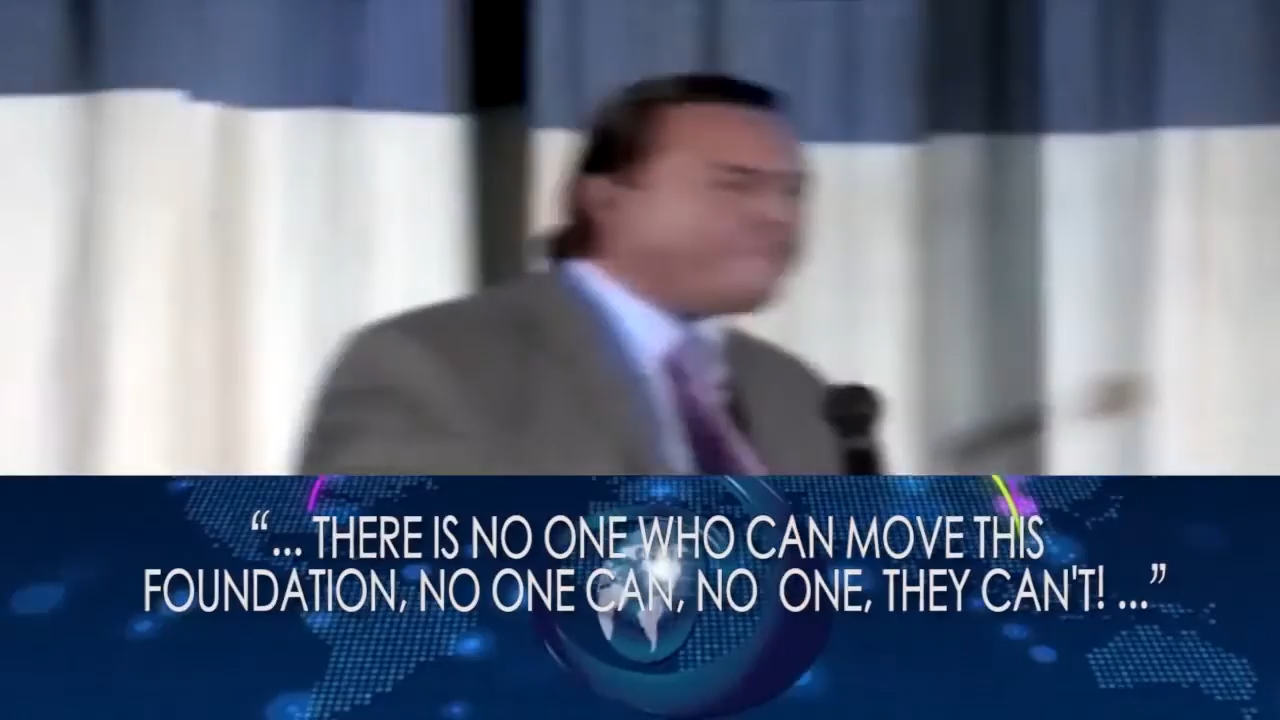 “... THERE IS NO ONE WHO CAN MOVE THIS
FOUNDATION, NO ONE CAN, NO ONE, THEY CAN'T! ...”